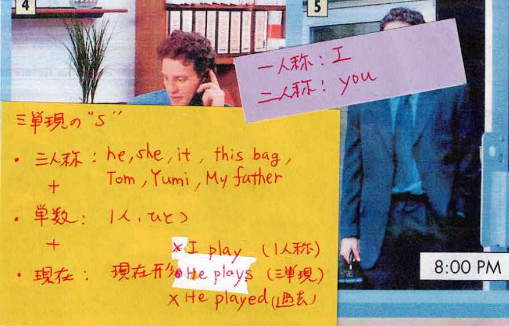 4
5
一人称：I
二人称：you
三単現の"S"
・三人称：he, she, it, this bag,
Tom, Yumi, My father
+
・単数：1人, ひとつ
+
×I play (1人称)
・現在：現在形 ●He plays (三単現)
×He played (過去)
8:00 PM